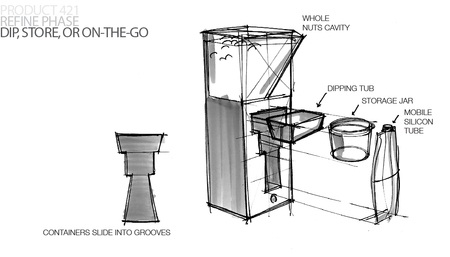 PRODUCT 421
REFINE PHASE
DIP, STORE, OR ON-THE-GO
WHOLE
NUTS CAVITY
DIPPING TUB
STORAGE JAR
MOBILE
SILICON
TUBE
CONTAINERS SLIDE INTO GROOVES